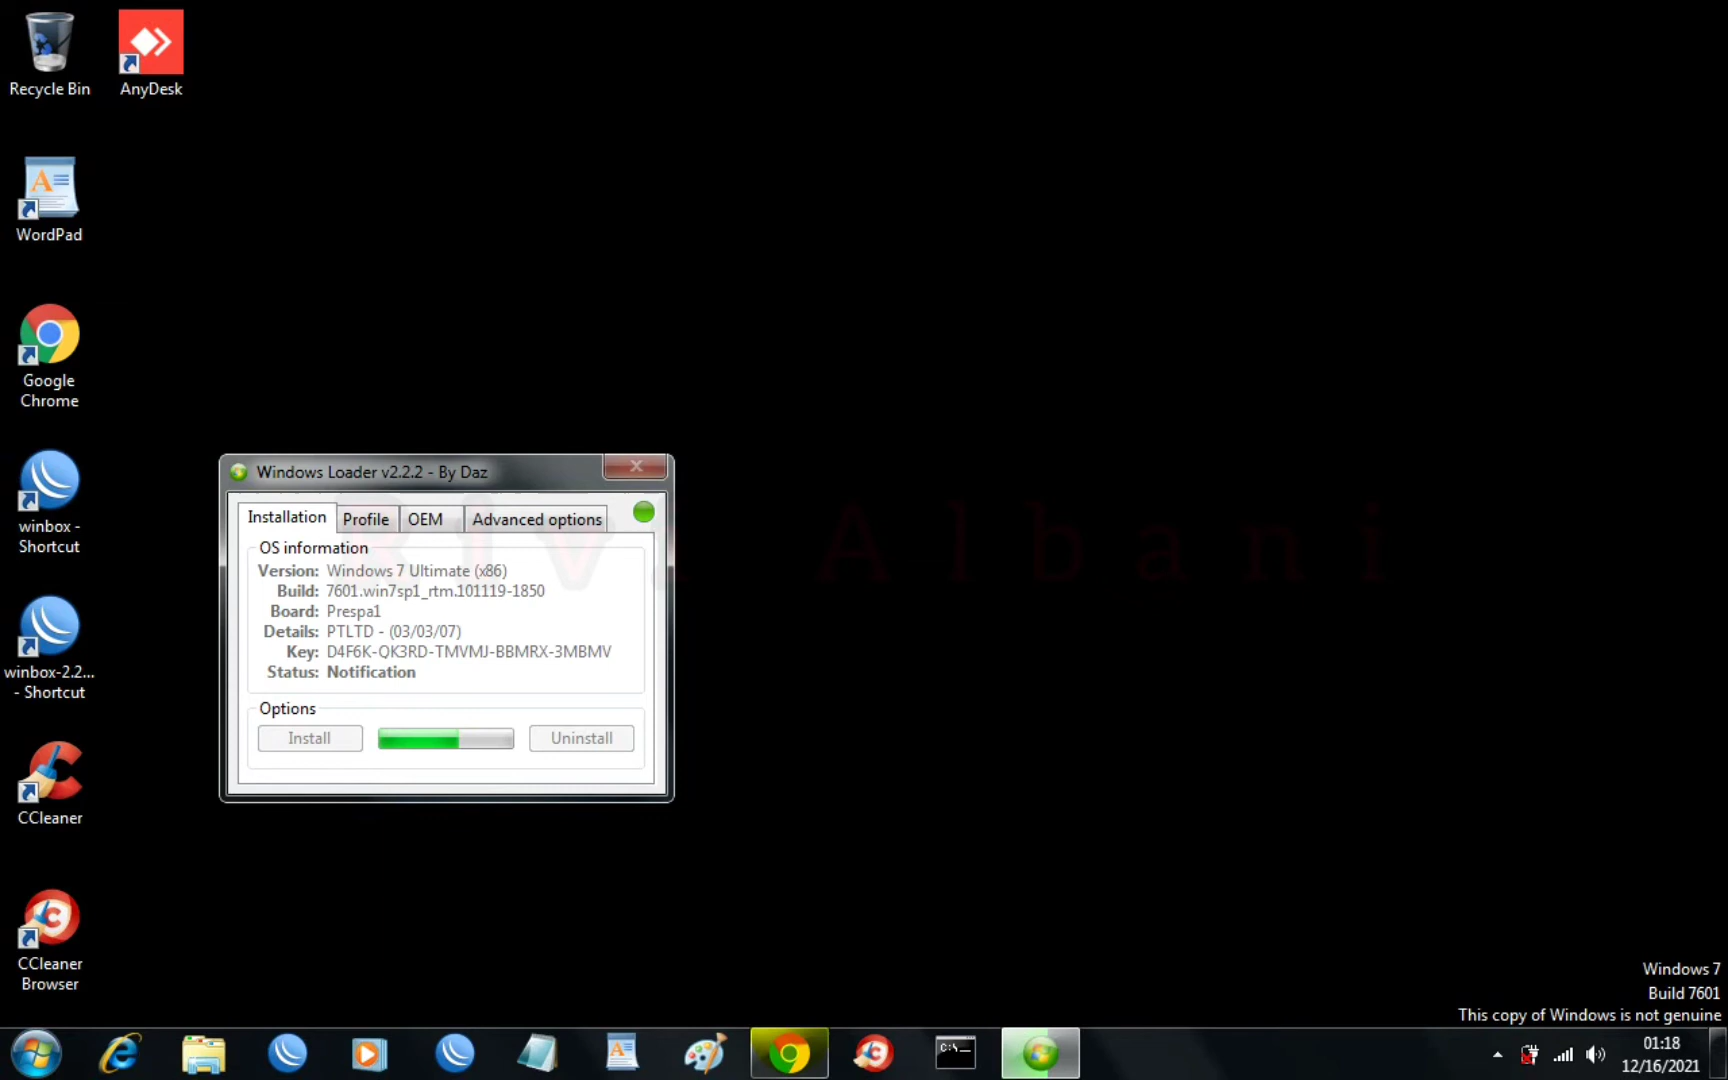 Recycle Bin
AnyDesk
WordPad
Google
Chrome
winbox -
Shortcut
winbox-2.2...
- Shortcut
CCleaner
CCleaner
Browser
Windows Loader v2.2.2 - By Daz
Installation Profile OEM Advanced options
OS information
Version: Windows 7 Ultimate (x86)
Build: 7601.win7sp1_rtm.101119-1850
Board: Prespa1
Details: PTLTD - (03/03/07)
Key: D4F6K-QK3RD-TMVMJ-BBMRX-3MBMV
Status: Notification
Options
Install Uninstall
Albani
Windows 7
Build 7601
This copy of Windows is not genuine
C:\
01:18
12/16/2021